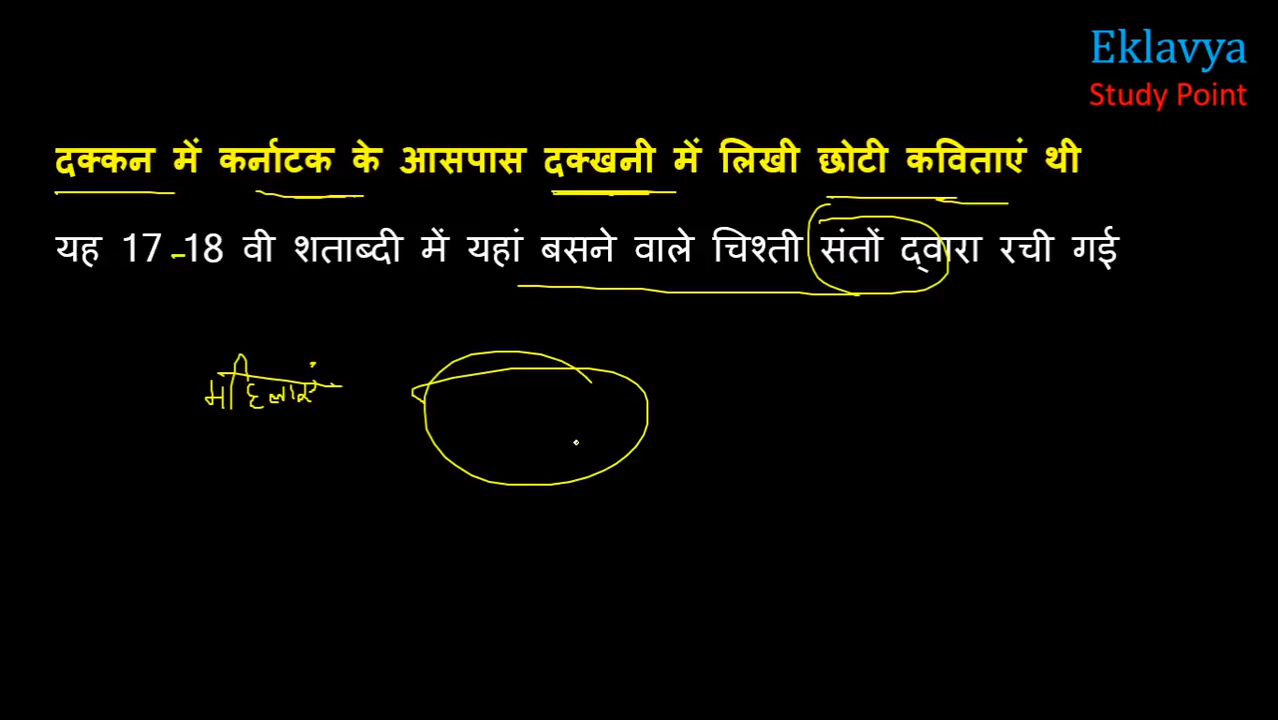 Eklavya
Study Point
दक्कन में कर्नाटक के आसपास दक्खनी में लिखी छोटी कविताएं थी
यह 17-18 वी शताब्दी में यहां बसने वाले चिश्ती संतों द्वारा रची गई
महिलाएं